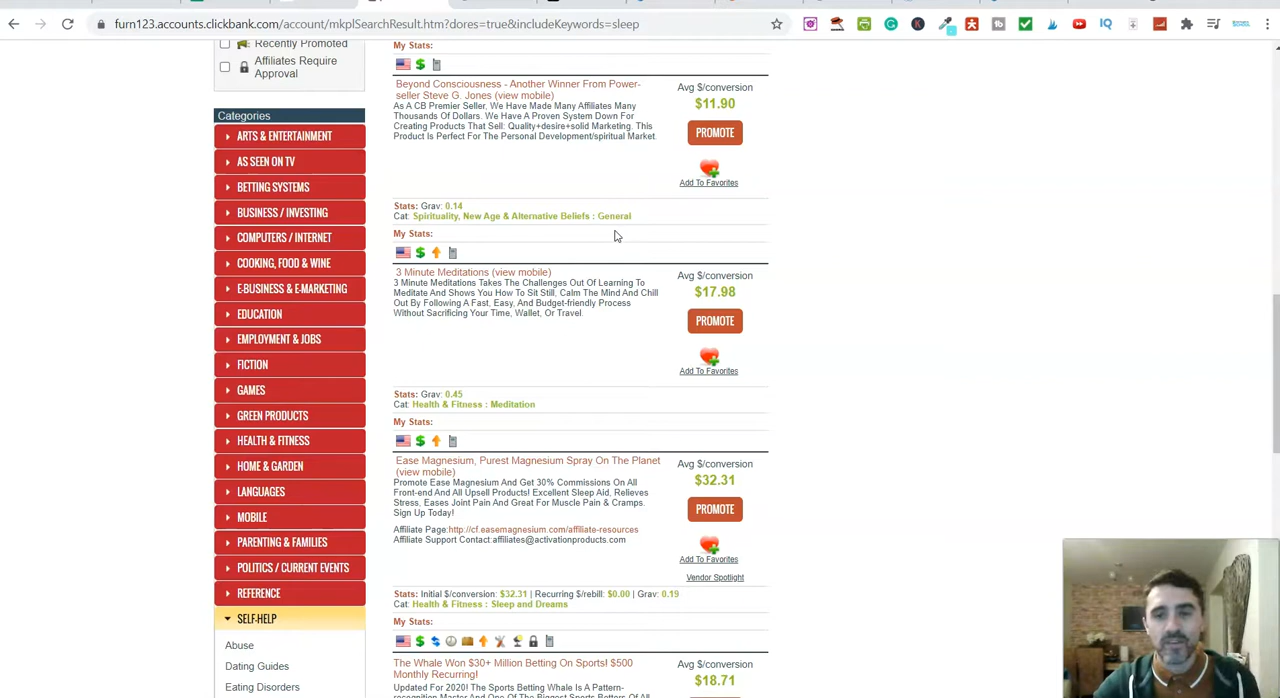 furn123.accounts.clickbank.com/account/mkplSearchResult.htm?dores=true&includeKeywords=sleep
Recently Promoted
Affiliates Require
Approval
Categories
ARTS & ENTERTAINMENT
AS SEEN ON TV
BETTING SYSTEMS
BUSINESS / INVESTING
COMPUTERS / INTERNET
COOKING, FOOD & WINE
E-BUSINESS & E-MARKETING
EDUCATION
EMPLOYMENT & JOBS
FICTION
GAMES
GREEN PRODUCTS
HEALTH & FITNESS
HOME & GARDEN
LANGUAGES
MOBILE
PARENTING & FAMILIES
POLITICS / CURRENT EVENTS
REFERENCE
SELF-HELP
Abuse
Dating Guides
Eating Disorders
My Stats:
Beyond Consciousness - Another Winner From Power-
seller Steve G. Jones (view mobile)
As A CB Premier Seller, We Have Made Many Affiliates Many
Thousands Of Dollars. We Have A Proven System Down For
Creating Products That Sell: Quality+desire+solid Marketing. This
Product Is Perfect For The Personal Development/spiritual Market.
Avg $/conversion
$11.90
PROMOTE
Add To Favorites
Stats: Grav: 0.14
Cat: Spirituality, New Age & Alternative Beliefs : General
My Stats:
3 Minute Meditations (view mobile)
3 Minute Meditations Takes The Challenges Out Of Learning To
Meditate And Shows You How To Sit Still, Calm The Mind And Chill
Out By Following A Fast, Easy, And Budget-friendly Process
Without Sacrificing Your Time, Wallet, Or Travel.
Avg $/conversion
$17.98
PROMOTE
Add To Favorites
Stats: Grav: 0.45
Cat: Health & Fitness : Meditation
My Stats:
Ease Magnesium, Purest Magnesium Spray On The Planet
(view mobile)
Promote Ease Magnesium And Get 30% Commissions On All
Front-end And All Upsell Products! Excellent Sleep Aid, Relieves
Stress, Eases Joint Pain And Great For Muscle Pain & Cramps.
Sign Up Today!
Affiliate Page:http://cf.easemagnesium.com/affiliate-resources
Affiliate Support Contact:affiliates@activationproducts.com
Avg $/conversion
$32.31
PROMOTE
Add To Favorites
Vendor Spotlight
Stats: Initial $/conversion: $32.31 | Recurring $/rebill: $0.00 | Grav: 0.19
Cat: Health & Fitness : Sleep and Dreams
My Stats:
The Whale Won $30+ Million Betting On Sports! $500
Monthly Recurring!
Updated For 2020! The Sports Betting Whale Is A Pattern-
Avg $/conversion
$18.71